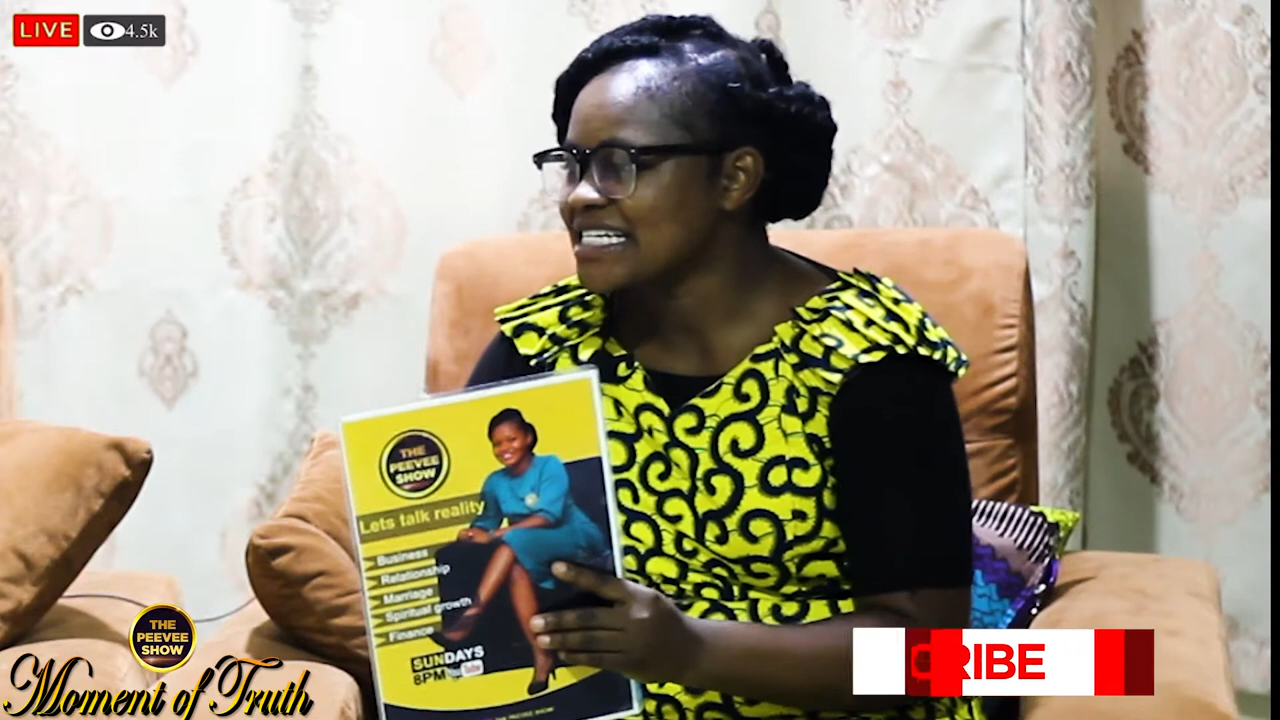 LIVE
4.5k
THE
PEEVEE
SHOW
Lets talk reality
Business
Relationship
Marriage
Spiritual growth
Finance
SUNDAYS
8PM
THE
PEEVEE
SHOW
Moment of Truth
RIBE